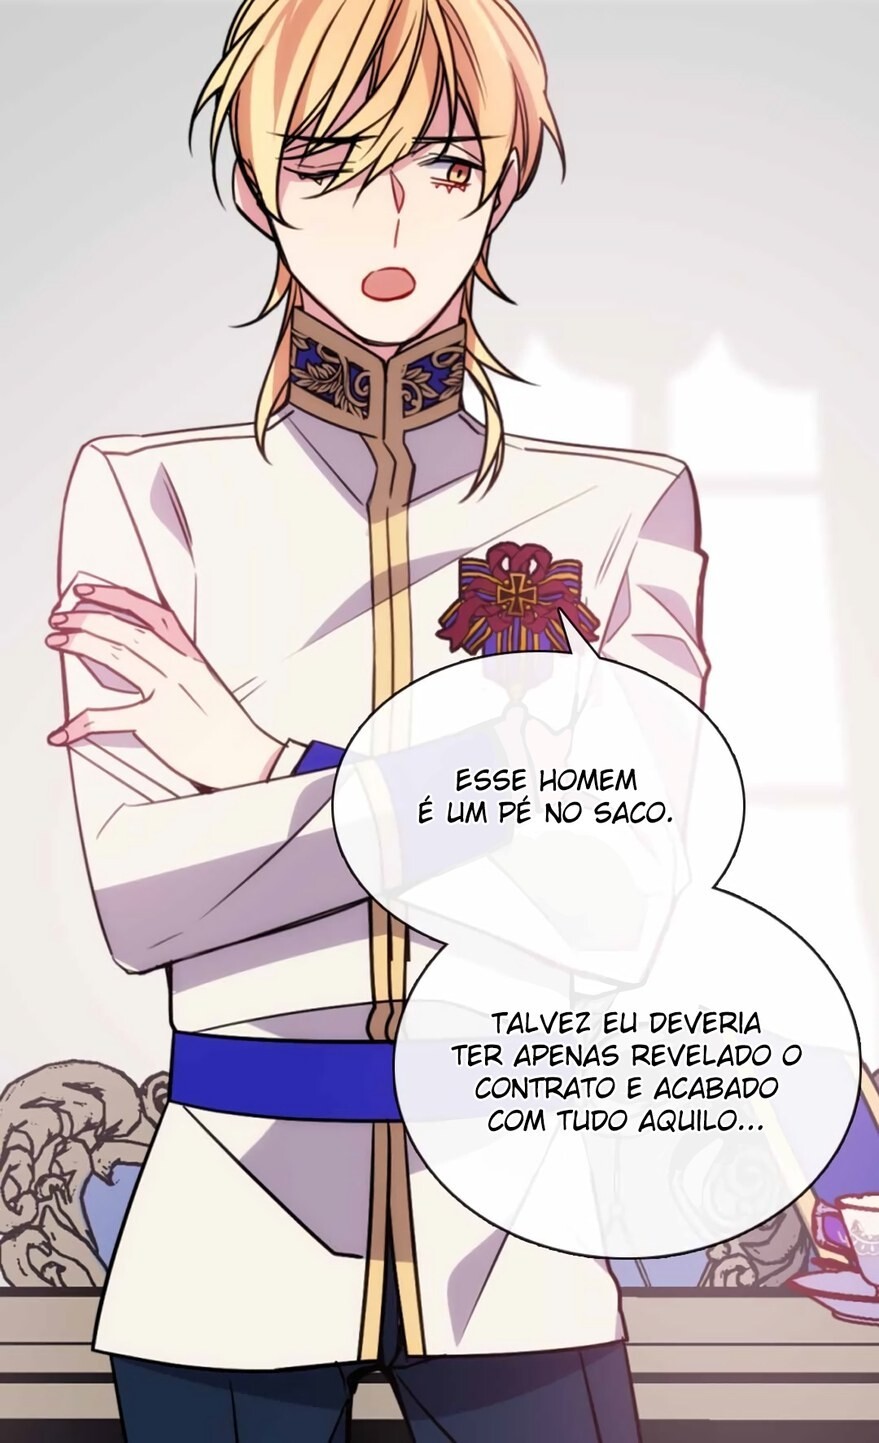 ESSE HOMEM
É UM PÉ NO SACO.
TALVEZ EU DEVERIA
TER APENAS REVELADO O
CONTRATO E ACABADO
COM TUDO AQUILO...